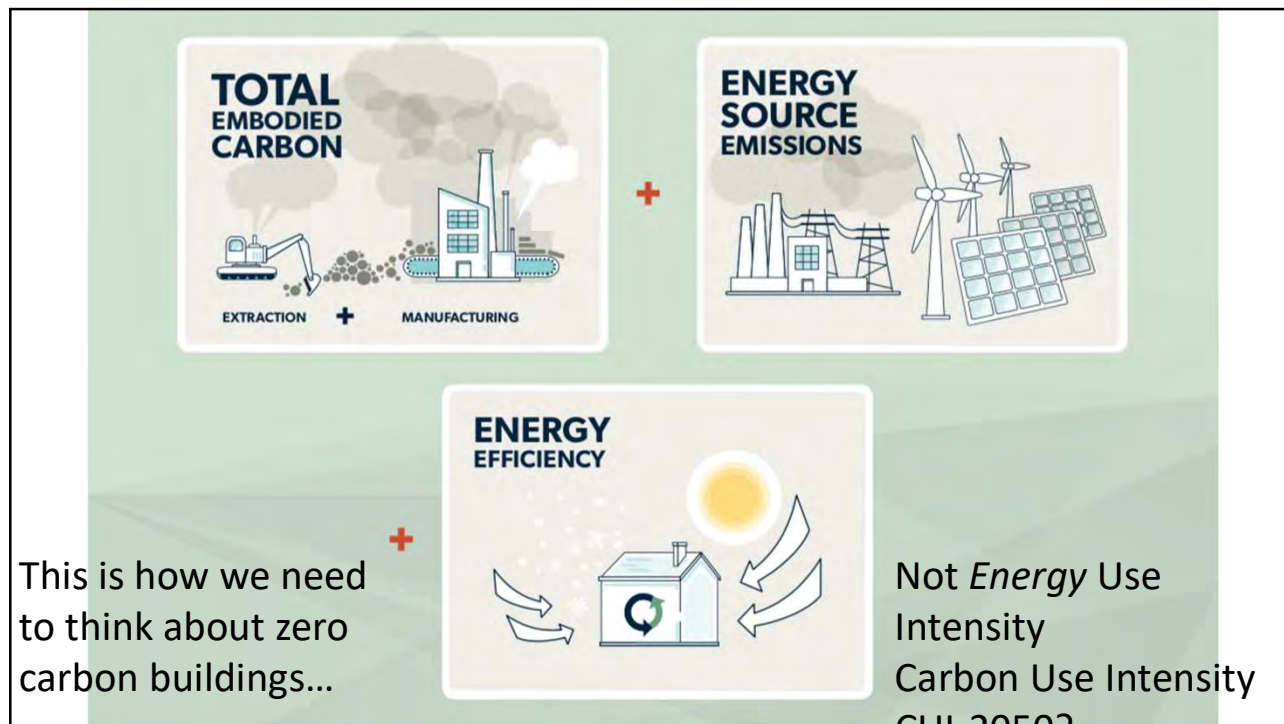 TOTAL
EMBODIED
CARBON
EXTRACTION + MANUFACTURING
+
ENERGY
SOURCE
EMISSIONS
+
ENERGY
EFFICIENCY
This is how we need
to think about zero
carbon buildings…
Not Energy Use
Intensity
Carbon Use Intensity